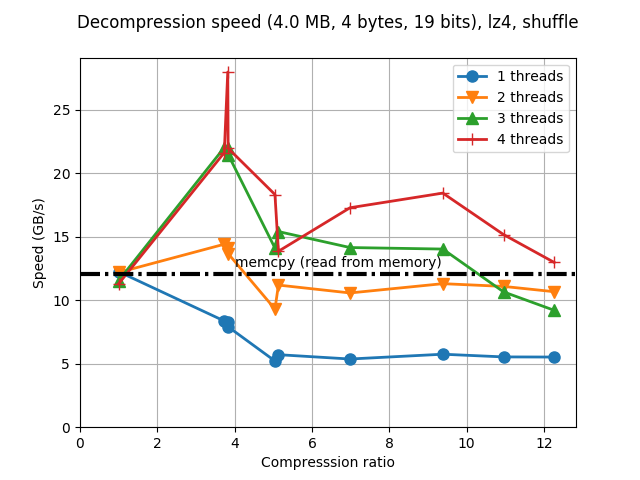 Decompression speed (4.0 MB, 4 bytes, 19 bits), lz4, shuffle
1 threads
2 threads
3 threads
4 threads
memcpy (read from memory)
Speed (GB/s)
25
20
15
10
5
0
0 2 4 6 8 10 12
Compresssion ratio